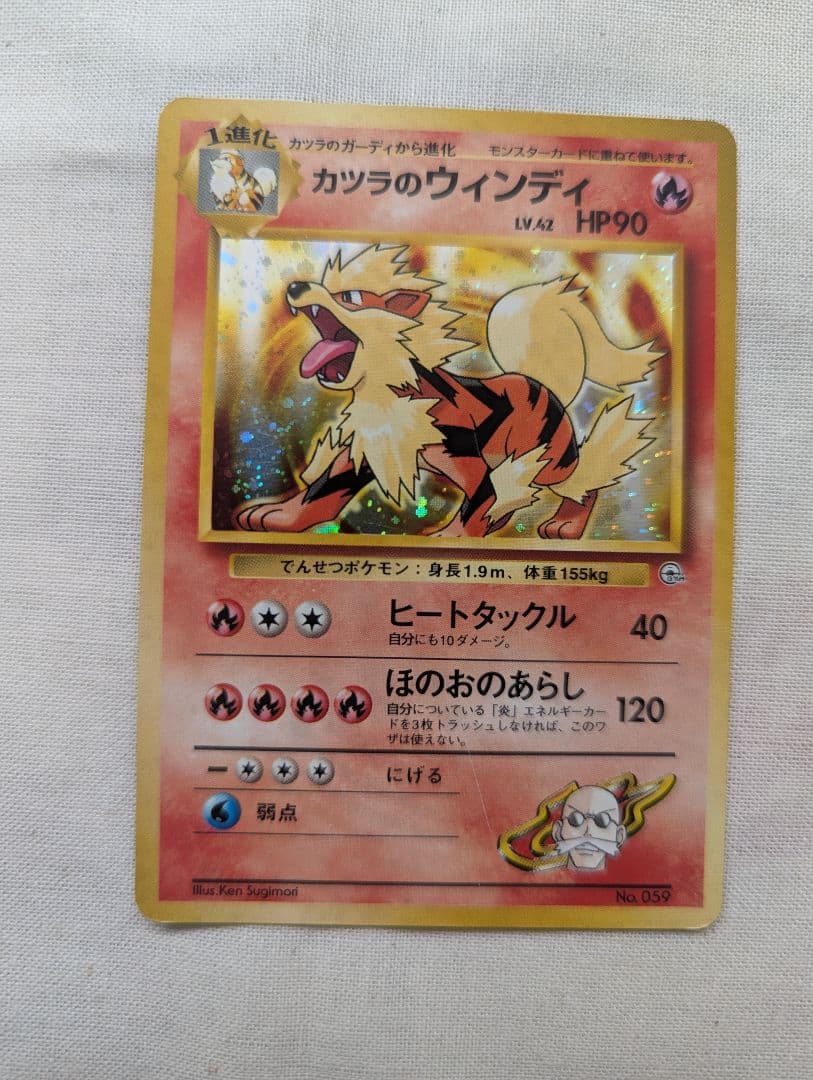 1進化 カツラのガーディから進化 モンスターカードに重ねて使います。
カツラのウィンディ
LV.42 HP90
でんせつポケモン：身長1.9m、体重155kg
ヒートタックル 40
自分にも10ダメージ。
ほのおのあらし 120
自分についている「炎」エネルギーカー
ドを3枚トラッシュしなければ、このワ
ザは使えない。
にげる
弱点
Illus.Ken Sugimori No.059